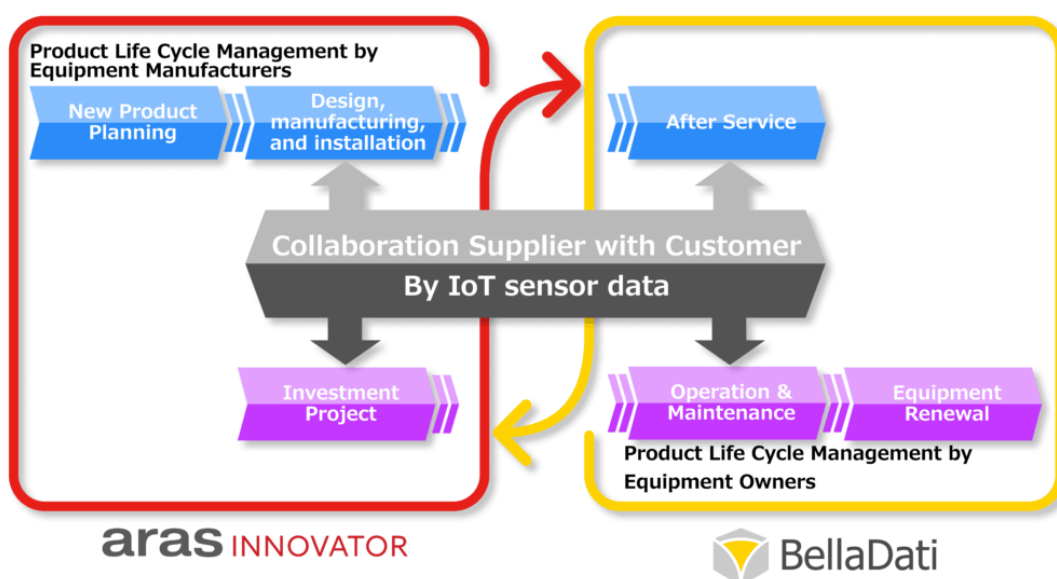 Product Life Cycle Management by
Equipment Manufacturers
New Product
Planning
Design,
manufacturing,
and installation
After Service
Collaboration Supplier with Customer
By IoT sensor data
Investment
Project
Operation &
Maintenance
Equipment
Renewal
Product Life Cycle Management by
Equipment Owners
aras INNOVATOR
BellaDati